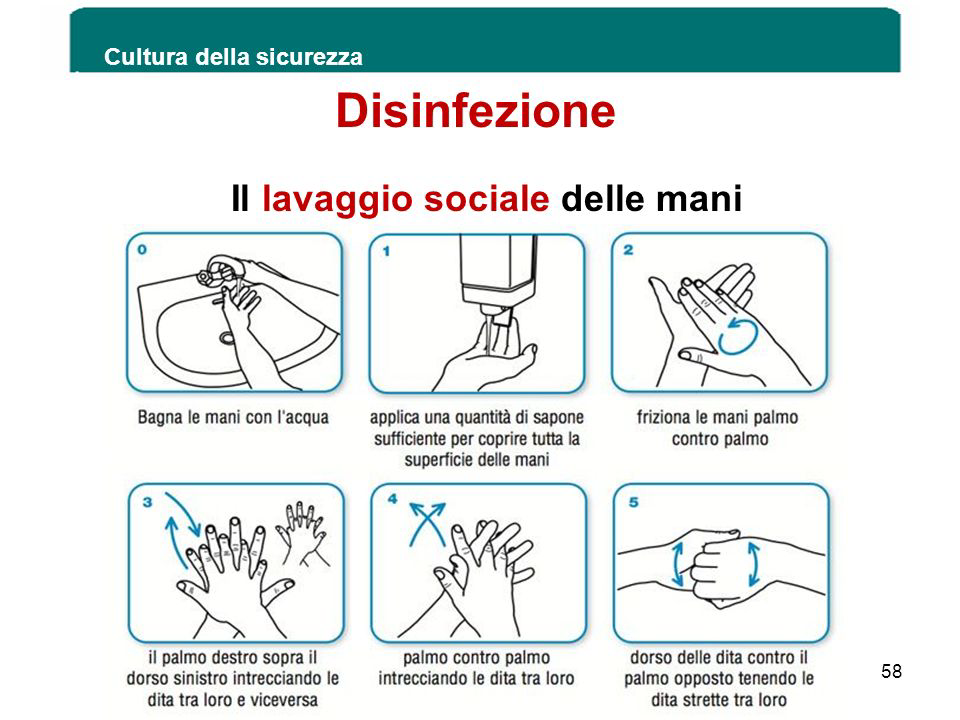 Cultura della sicurezza
Disinfezione
Il lavaggio sociale delle mani
0
Bagna le mani con l'acqua
1
applica una quantità di sapone
sufficiente per coprire tutta la
superficie delle mani
2
friziona le mani palmo
contro palmo
3
il palmo destro sopra il
dorso sinistro intrecciando le
dita tra loro e viceversa
4
palmo contro palmo
intrecciando le dita tra loro
5
dorso delle dita contro il
palmo opposto tenendo le
dita strette tra loro
58